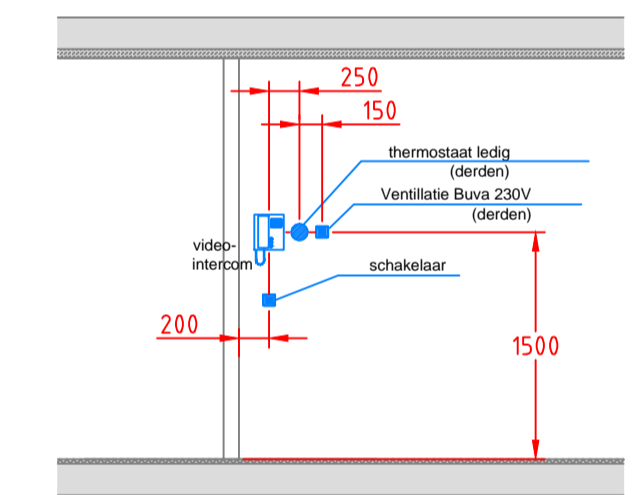 250
150
thermostaat ledig
(derden)
Ventillatie Buva 230V
(derden)
video-
intercom
schakelaar
200
1500